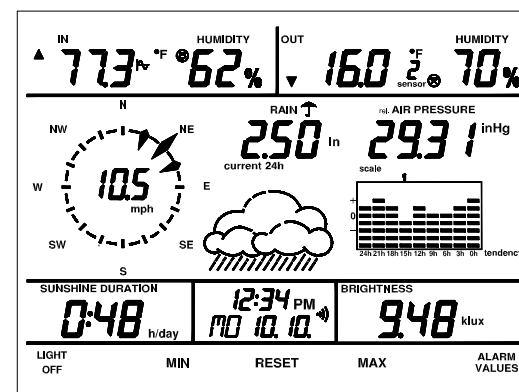 IN HUMIDITY OUT °F HUMIDITY
77.3 °F 62% 16.0 2 sensor 70%
N RAIN rel. AIR PRESSURE
NW NE 2.50 In 29.31 inHg
current 24h scale
W 10.5 mph E
+
0
–
SW SE 24h 21h 18h 15h 12h 9h 6h 3h 0h tendency
S
SUNSHINE DURATION 12:34 PM BRIGHTNESS
0:48 h/day MO 10. 10. 9.48 klux
LIGHT OFF MIN RESET MAX ALARM VALUES